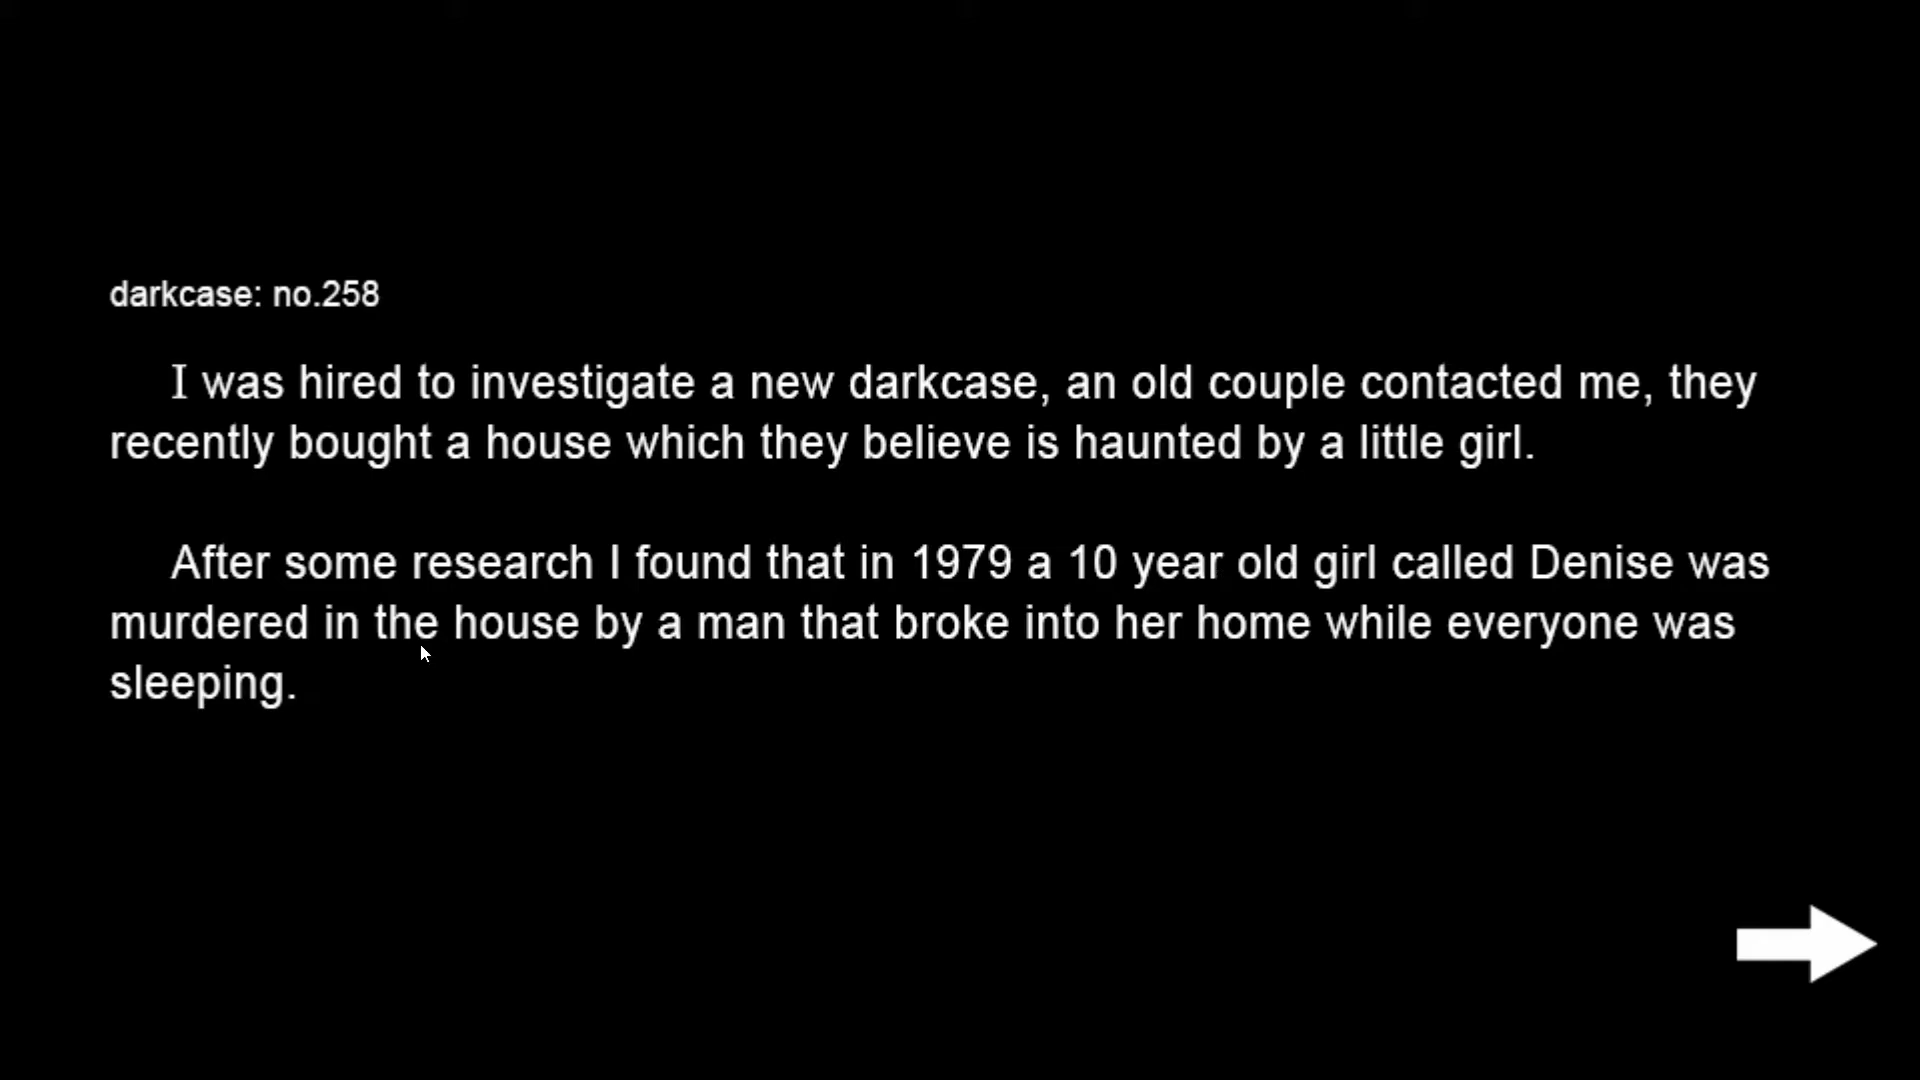 darkcase: no.258
I was hired to investigate a new darkcase, an old couple contacted me, they
recently bought a house which they believe is haunted by a little girl.
After some research I found that in 1979 a 10 year old girl called Denise was
murdered in the house by a man that broke into her home while everyone was
sleeping.